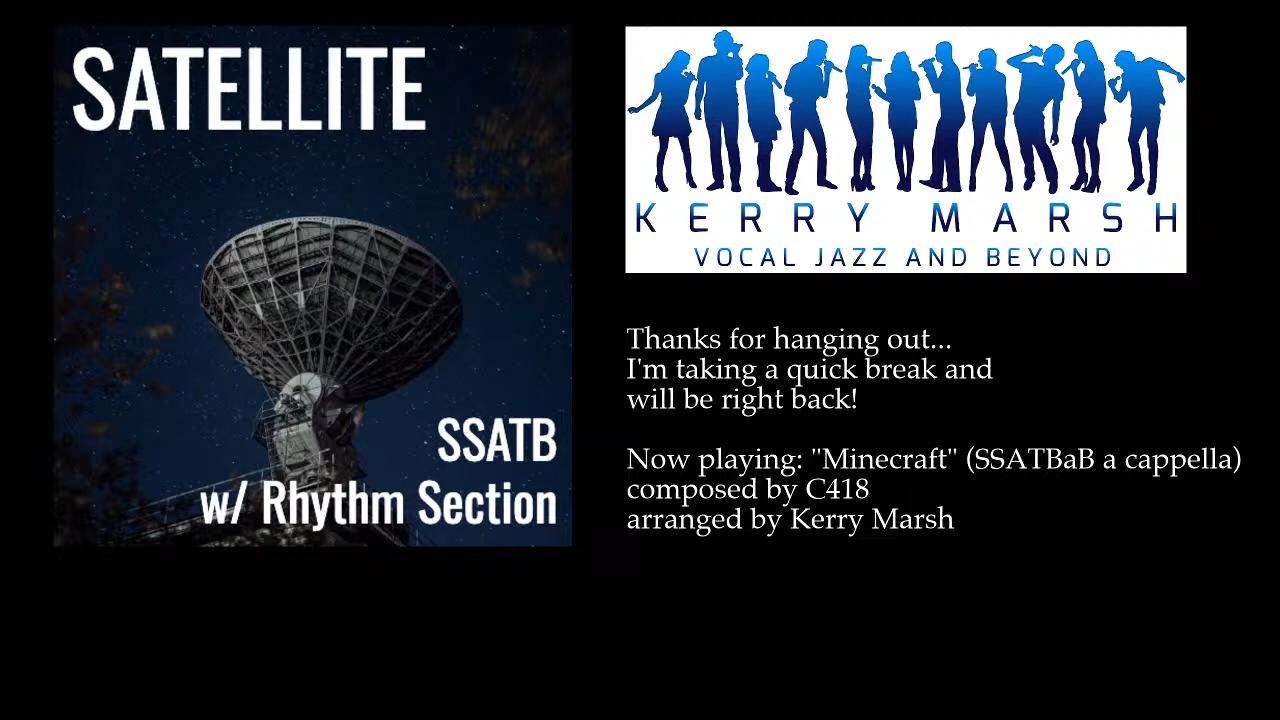 SATELLITE
SSATB
w/ Rhythm Section
KERRY MARSH
VOCAL JAZZ AND BEYOND
Thanks for hanging out...
I'm taking a quick break and
will be right back!
Now playing: "Minecraft" (SSATBaB a cappella)
composed by C418
arranged by Kerry Marsh